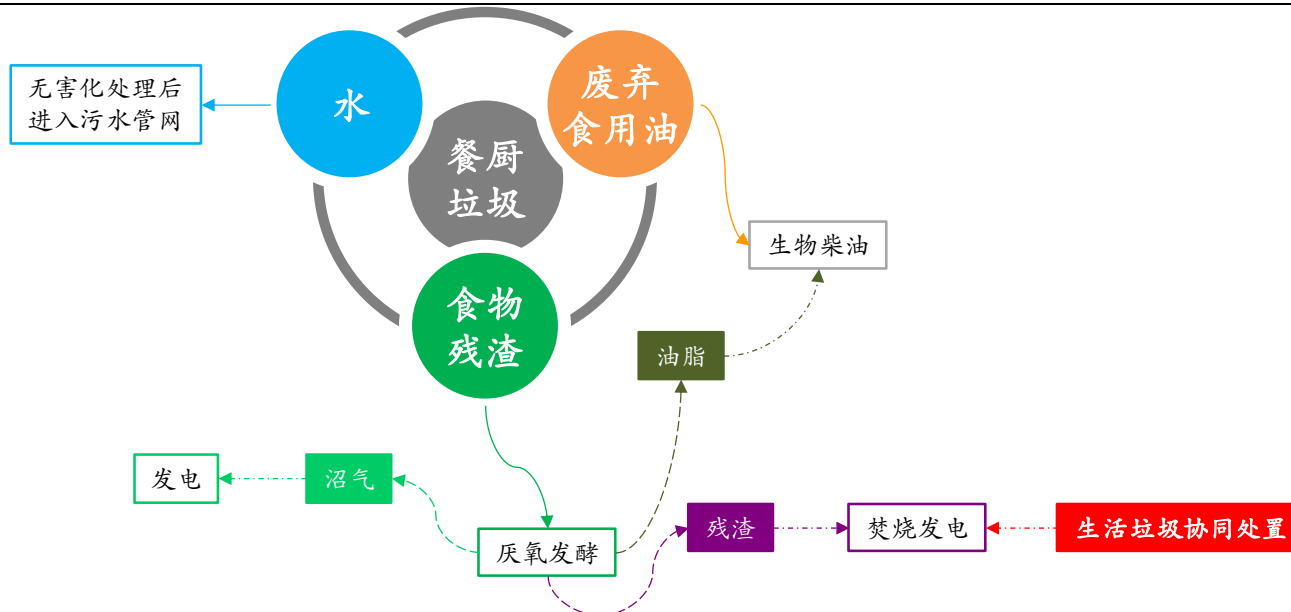 水
废弃
食用油
无害化处理后
进入污水管网
餐厨
垃圾
生物柴油
食物
残渣
油脂
发电
沼气
残渣
焚烧发电
生活垃圾协同处置
厌氧发酵